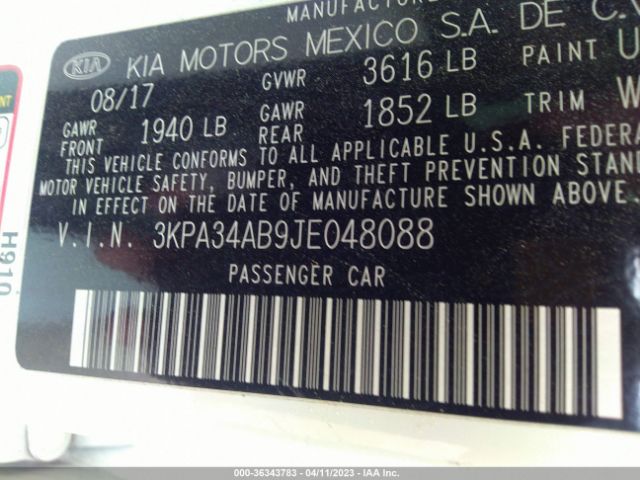 MANUFACTURE
KIA KIA MOTORS MEXICO S.A. DE C.V
08/17 GVWR 3616 LB PAINT U
GAWR FRONT 1940 LB GAWR REAR 1852 LB TRIM W
THIS VEHICLE CONFORMS TO ALL APPLICABLE U.S.A. FEDERA
MOTOR VEHICLE SAFETY, BUMPER, AND THEFT PREVENTION STAN
IN EFFECT ON THE DATE OF MANUFACTURE SHOWN ABOVE.
V.I.N. 3KPA34AB9JE048088
PASSENGER CAR
H910
000-36343783 - 04/11/2023 - IAA Inc.